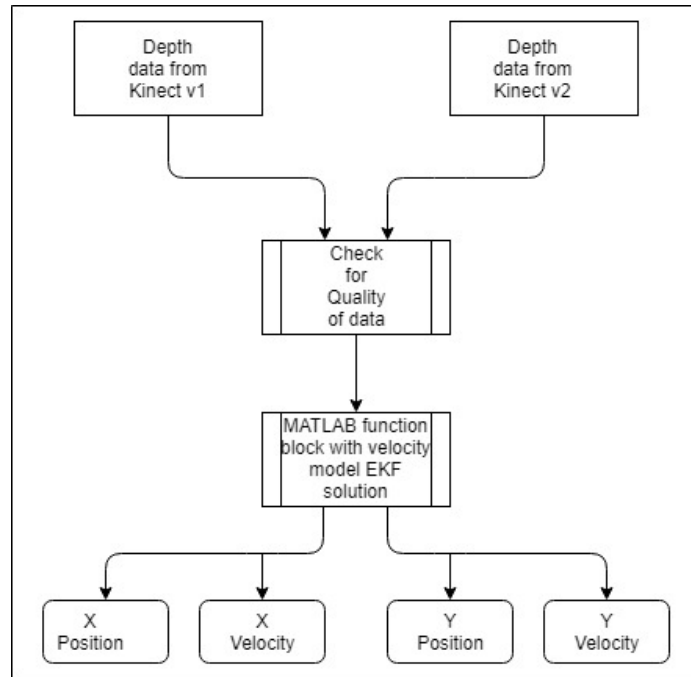 Depth
data from
Kinect v1
Depth
data from
Kinect v2
Check
for
Quality
of data
MATLAB function
block with velocity
model EKF
solution
X
Position
X
Velocity
Y
Position
Y
Velocity